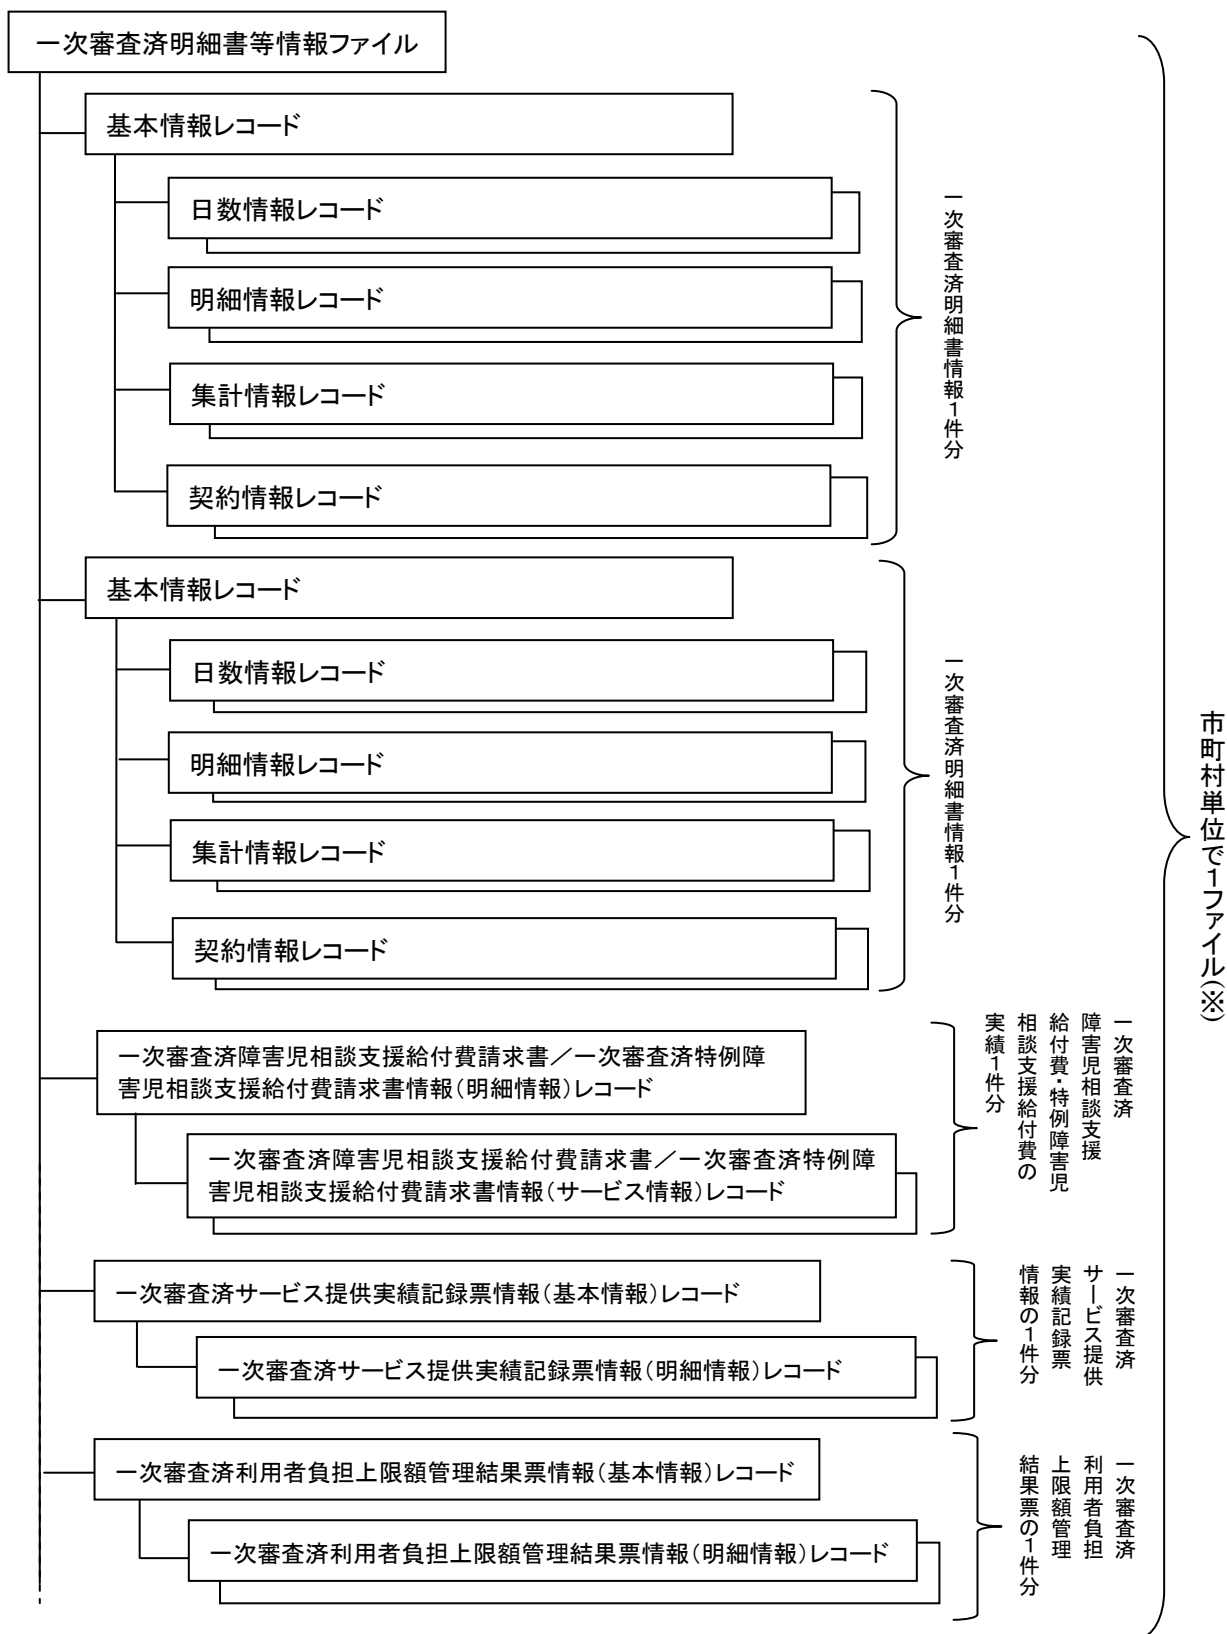 一次審査済明細書等情報ファイル
基本情報レコード
日数情報レコード
明細情報レコード
集計情報レコード
契約情報レコード
一次審査済明細書情報1件分
基本情報レコード
日数情報レコード
明細情報レコード
集計情報レコード
契約情報レコード
一次審査済明細書情報1件分
一次審査済障害児相談支援給付費請求書/一次審査済特例障
害児相談支援給付費請求書情報(明細情報)レコード
一次審査済障害児相談支援給付費請求書/一次審査済特例障
害児相談支援給付費請求書情報(サービス情報)レコード
一次審査済
障害児相談支援
給付費・特例障害児
相談支援給付費の
実績1件分
一次審査済サービス提供実績記録票情報(基本情報)レコード
一次審査済サービス提供実績記録票情報(明細情報)レコード
一次審査済
サービス提供
実績記録票
情報の1件分
一次審査済利用者負担上限額管理結果票情報(基本情報)レコード
一次審査済利用者負担上限額管理結果票情報(明細情報)レコード
一次審査済
利用者負担
上限額管理
結果票の1件分
市町村単位で1ファイル(※)